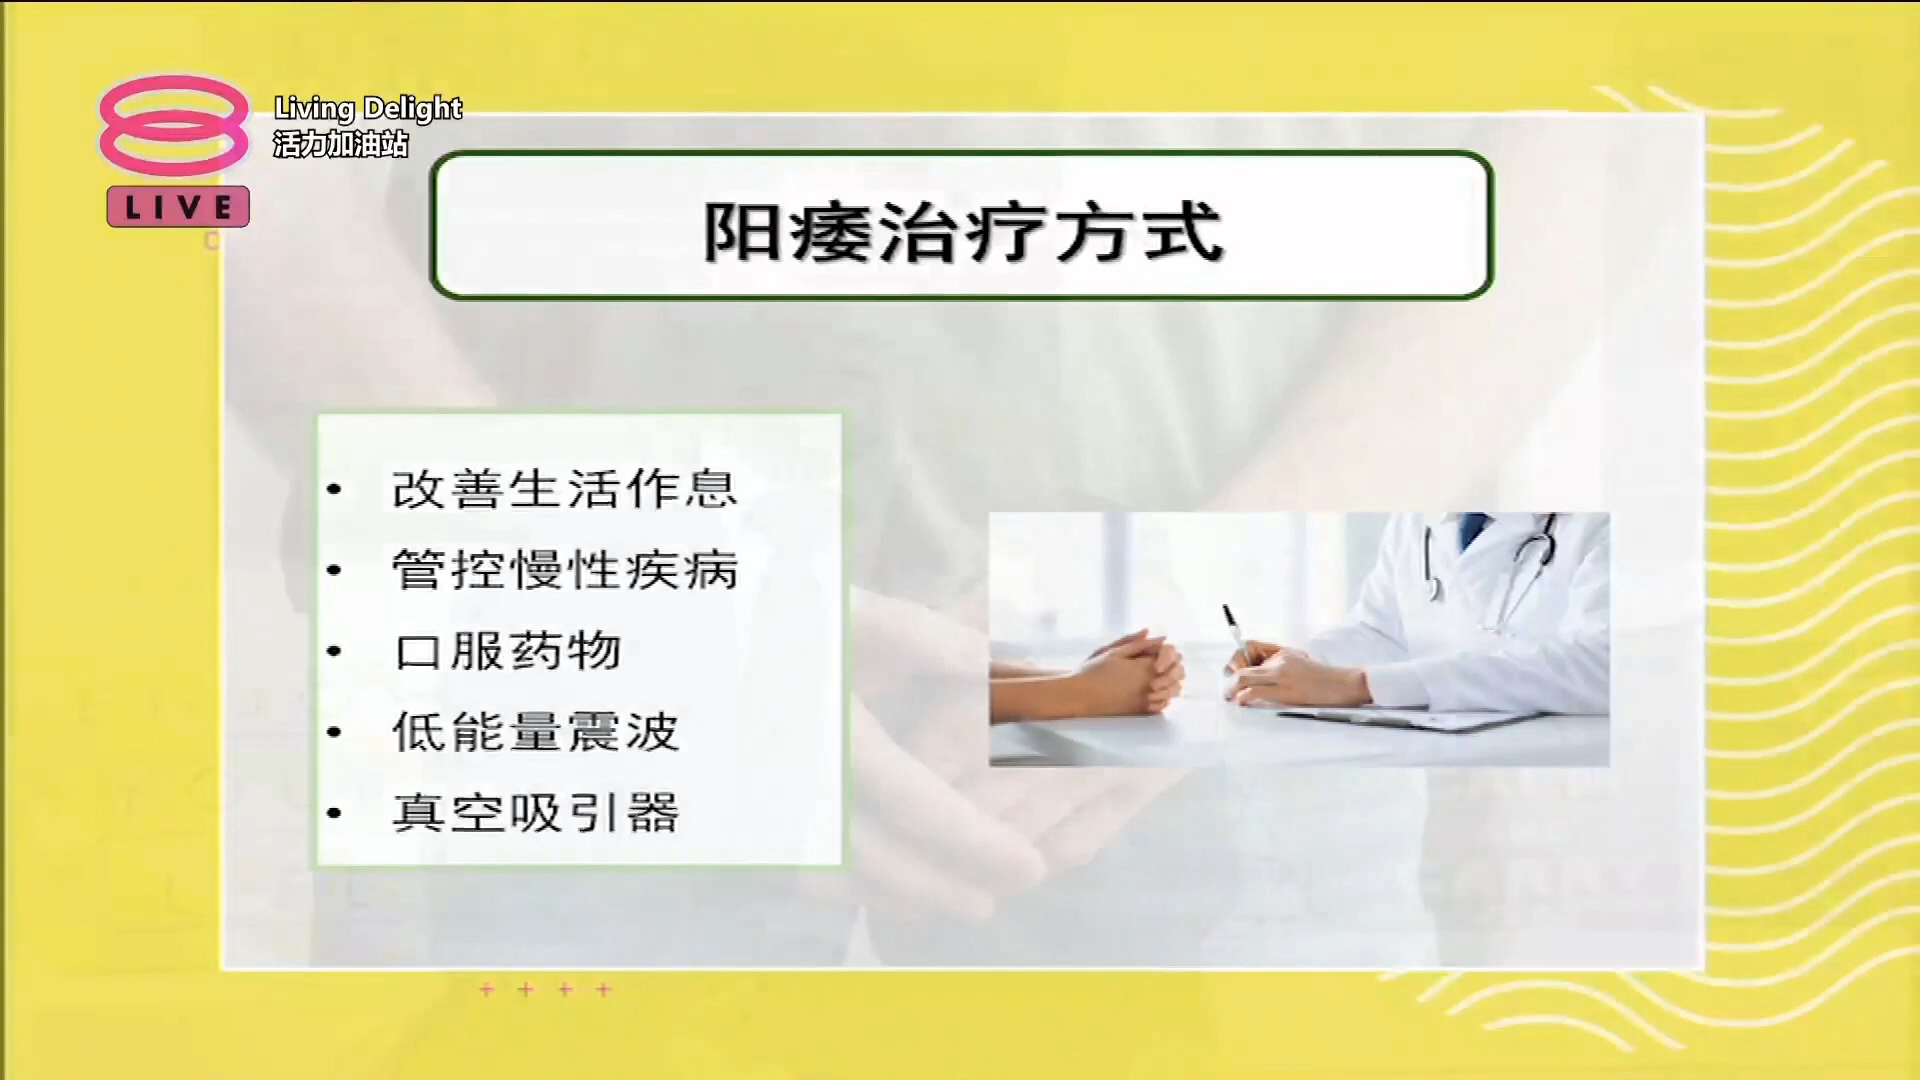 Living Delight
活力加油站
LIVE
阳痿治疗方式
• 改善生活作息
• 管控慢性疾病
• 口服药物
• 低能量震波
• 真空吸引器